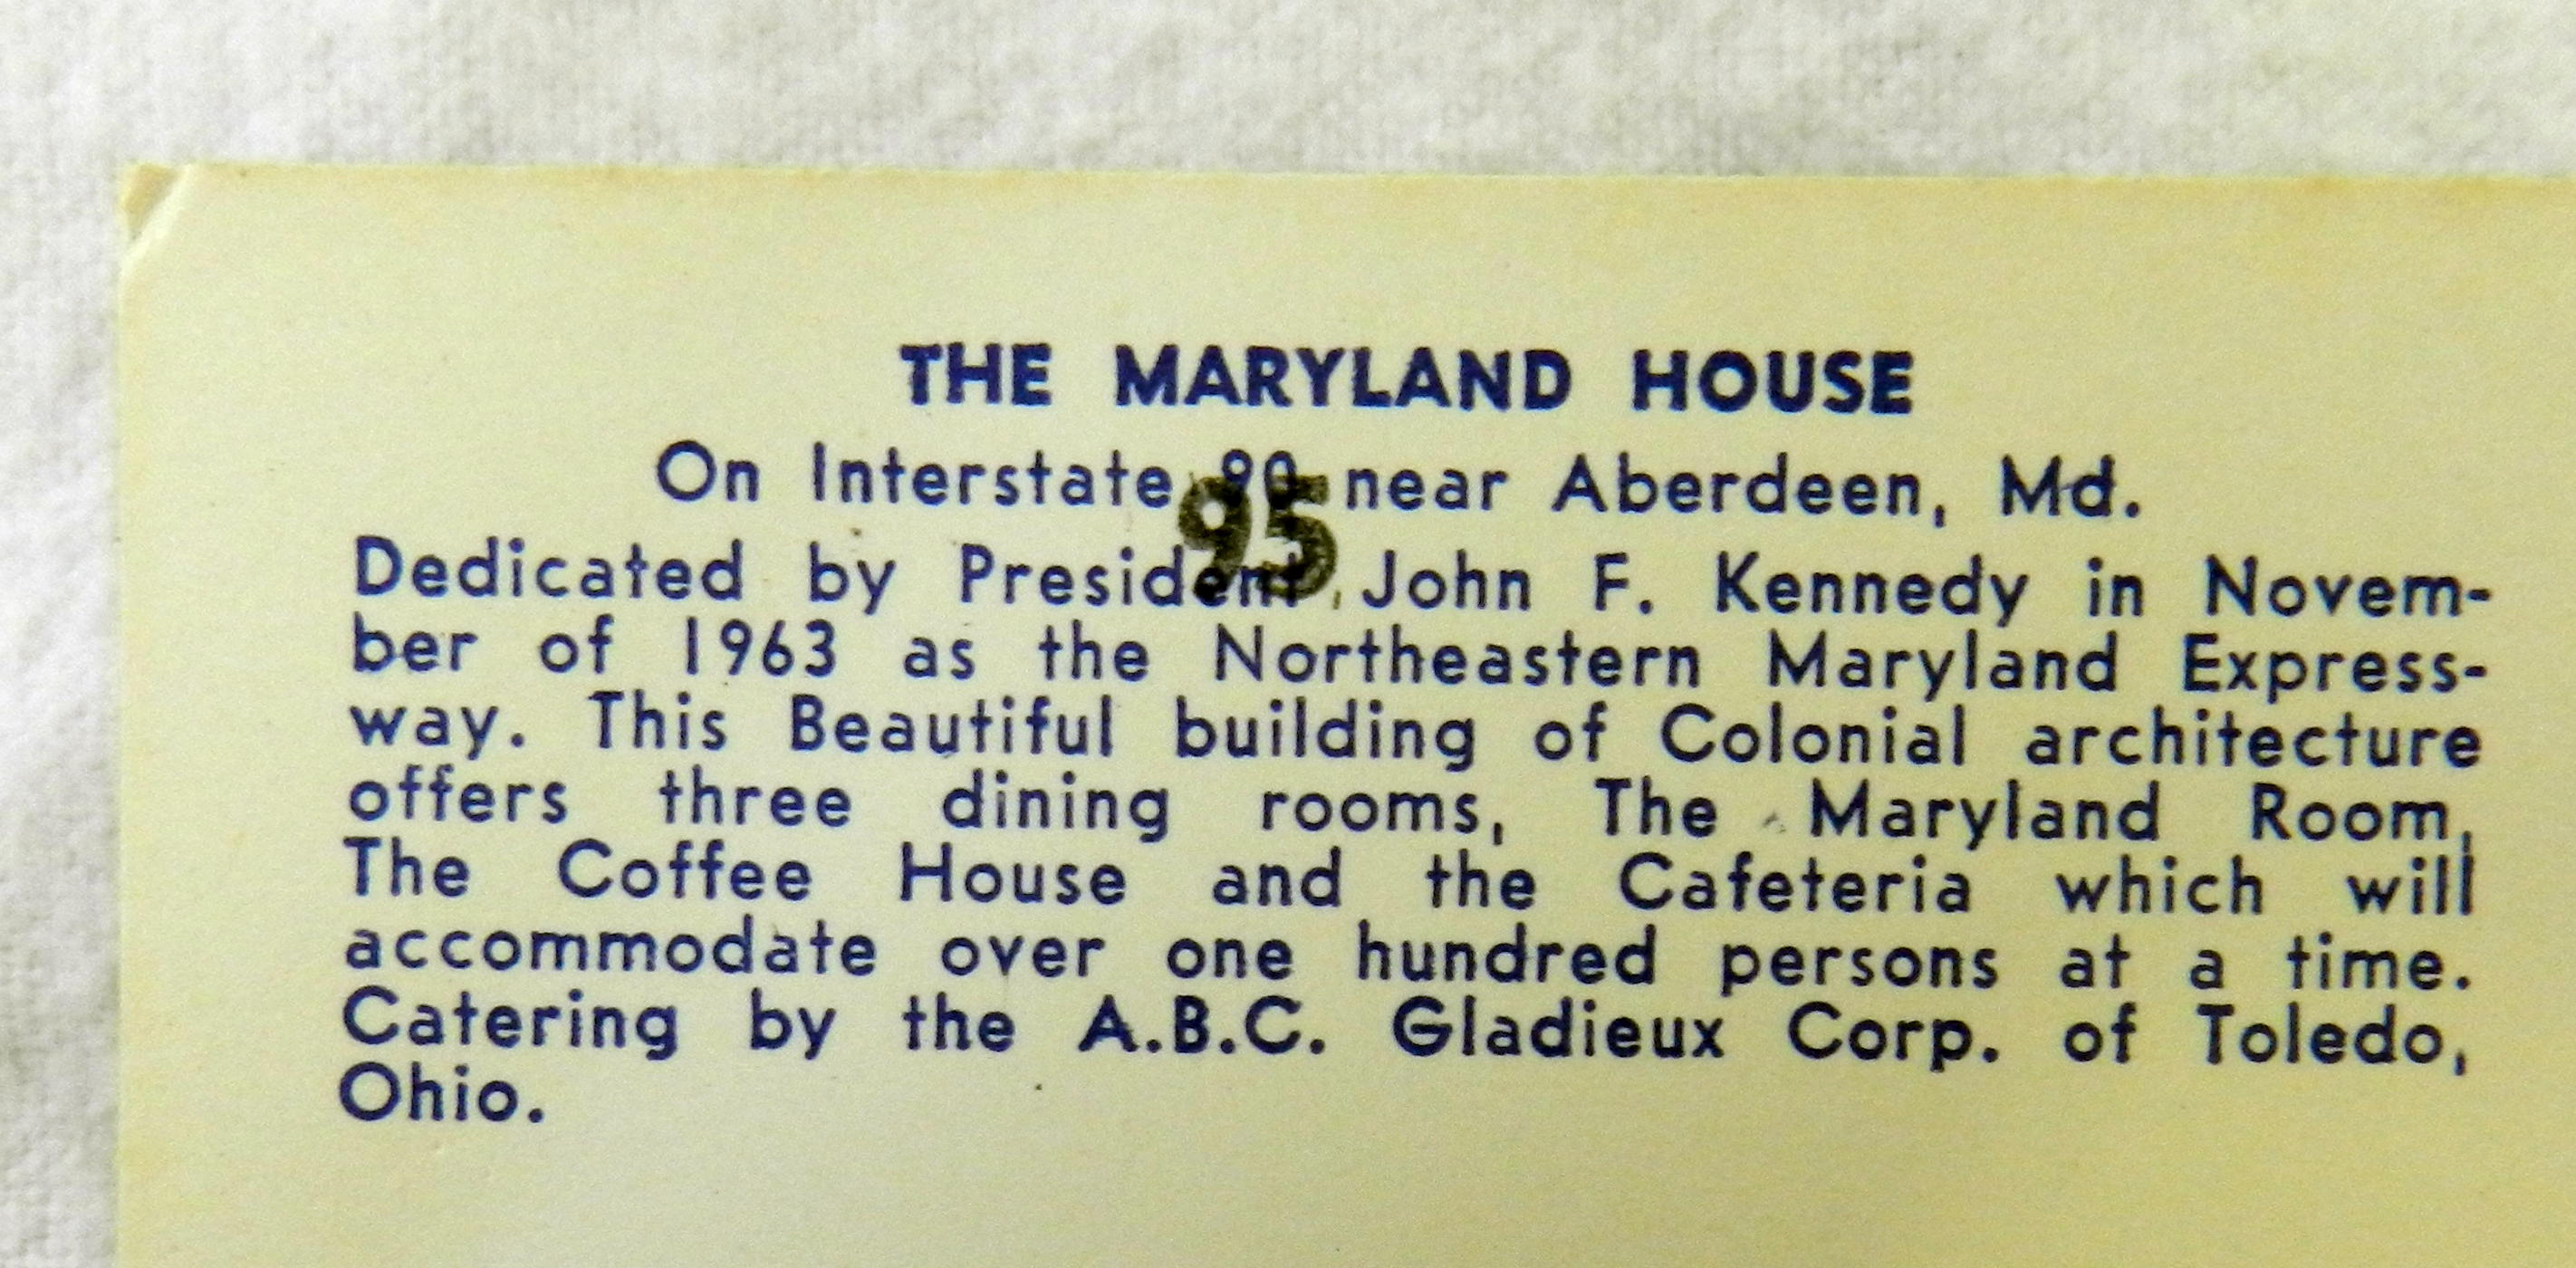 THE MARYLAND HOUSE
On Interstate 90 near Aberdeen, Md.
95
Dedicated by President John F. Kennedy in Novem-
ber of 1963 as the Northeastern Maryland Express-
way. This Beautiful building of Colonial architecture
offers three dining rooms, The Maryland Room,
The Coffee House and the Cafeteria which will
accommodate over one hundred persons at a time.
Catering by the A.B.C. Gladieux Corp. of Toledo,
Ohio.